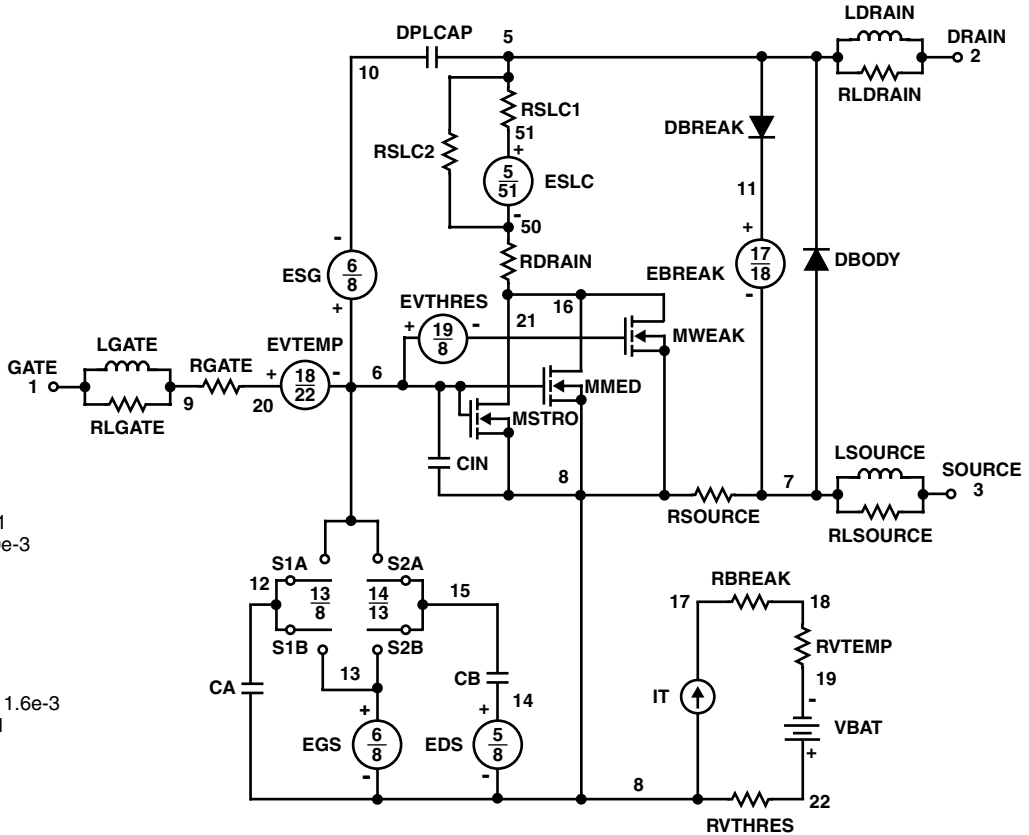 LDRAIN
DPLCAP
5
DRAIN
2
10
RLDRAIN
RSLC1
51
DBREAK
RSLC2
+
5
51
ESLC
11
-
50
-
+
17
18
EBREAK
DBODY
RDRAIN
ESG
6
8
EVTHRES
16
-
+
21
+
19
8
-
MWEAK
LGATE
EVTEMP
GATE
1
RGATE
+
18
22
-
6
MMED
9
20
MSTRO
RLGATE
LSOURCE
CIN
8
7
SOURCE
3
RSOURCE
RLSOURCE
1
e-3
S1A
S2A
RBREAK
12
13
8
14
13
15
17
18
S1B
S2B
RVTEMP
13
CB
19
CA
14
IT
-
1.6e-3
+
+
VBAT
EGS
6
8
EDS
5
8
+
-
-
8
22
RVTHRES